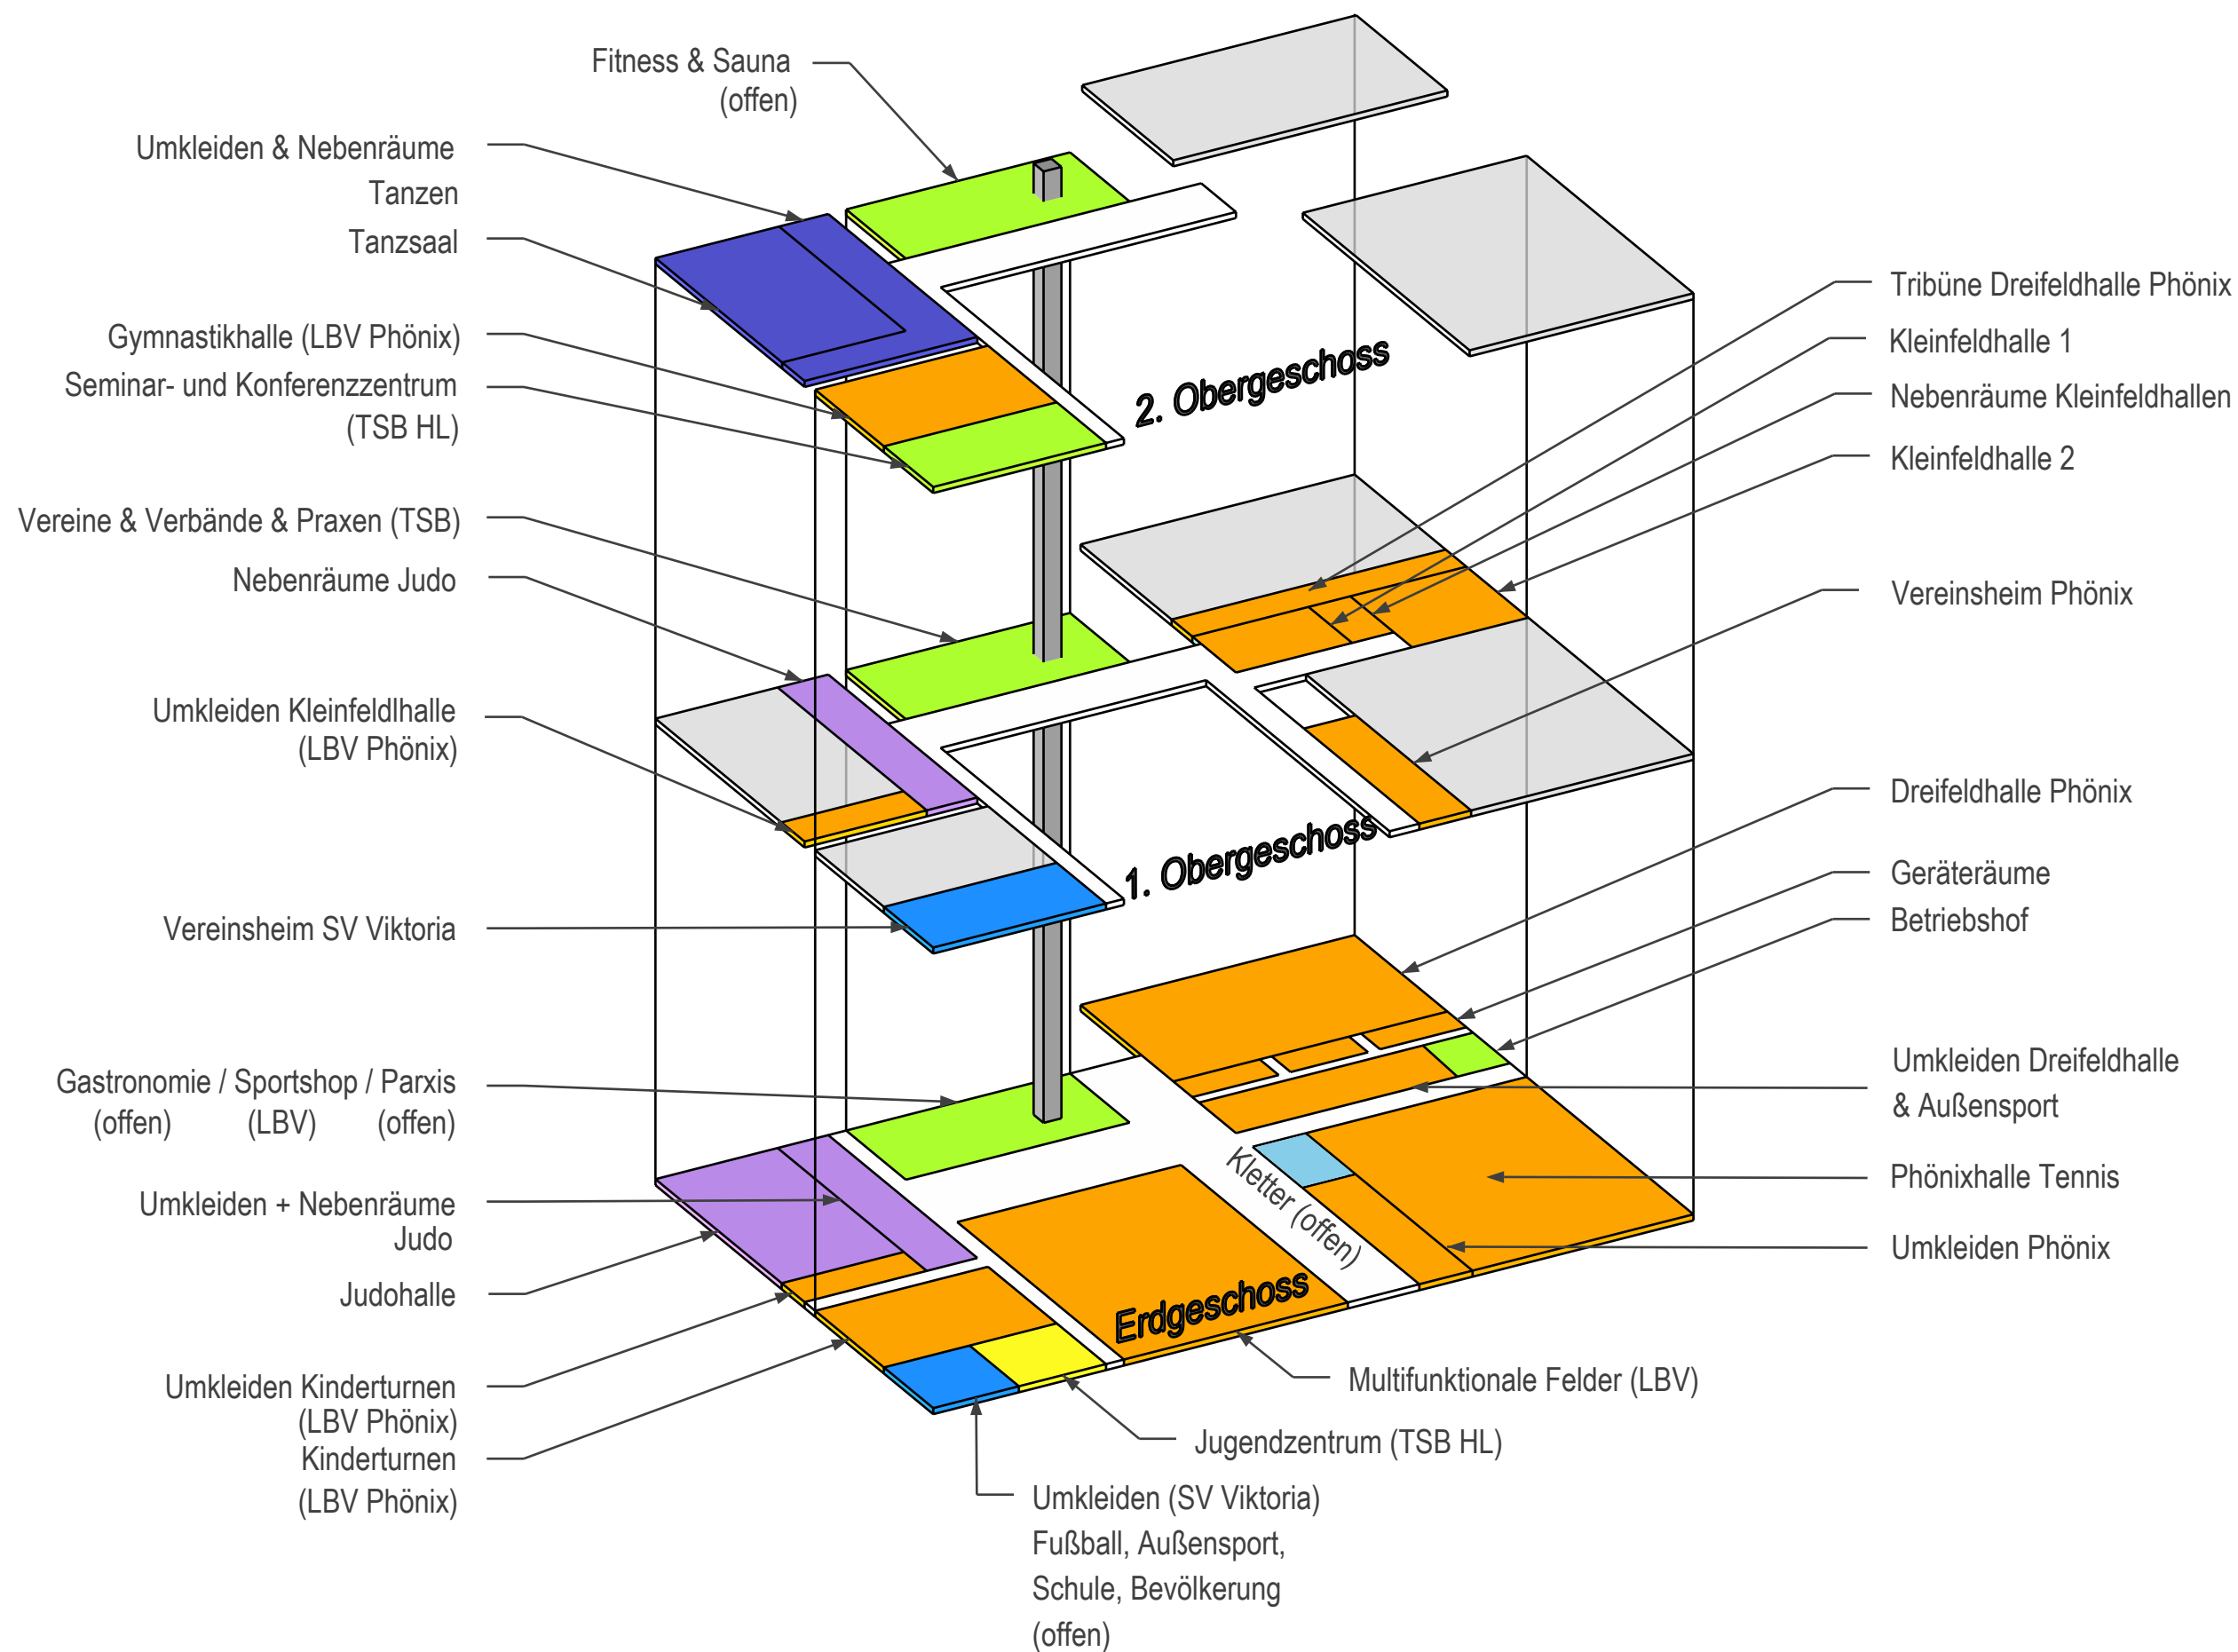 Fitness & Sauna
(offen)
Umkleiden & Nebenräume
Tanzen
Tanzsaal
Gymnastikhalle (LBV Phönix)
Seminar- und Konferenzzentrum
(TSB HL)
Vereine & Verbände & Praxen (TSB)
Nebenräume Judo
Umkleiden Kleinfeldlhalle
(LBV Phönix)
Vereinsheim SV Viktoria
Gastronomie / Sportshop / Parxis
(offen) (LBV) (offen)
Umkleiden + Nebenräume
Judo
Judohalle
Umkleiden Kinderturnen
(LBV Phönix)
Kinderturnen
(LBV Phönix)
2. Obergeschoss
1. Obergeschoss
Erdgeschoss
Kletter (offen)
Tribüne Dreifeldhalle Phönix
Kleinfeldhalle 1
Nebenräume Kleinfeldhallen
Kleinfeldhalle 2
Vereinsheim Phönix
Dreifeldhalle Phönix
Geräteräume
Betriebshof
Umkleiden Dreifeldhalle
& Außensport
Phönixhalle Tennis
Umkleiden Phönix
Multifunktionale Felder (LBV)
Jugendzentrum (TSB HL)
Umkleiden (SV Viktoria)
Fußball, Außensport,
Schule, Bevölkerung
(offen)